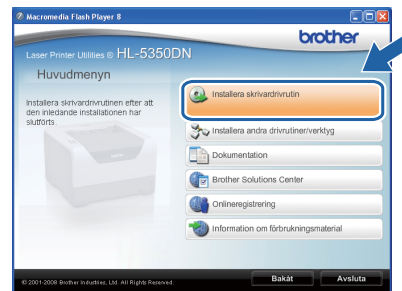 Macromedia Flash Player 8
brother
Laser Printer Utilities ® HL-5350DN
Huvudmenyn
Installera skrivardrivrutinen efter att
den inledande installationen har
slutförts.
Installera skrivardrivrutin
Installera andra drivrutiner/verktyg
Dokumentation
Brother Solutions Center
Onlineregistrering
Information om förbrukningsmaterial
© 2001-2008 Brother Industries, Ltd. All Rights Reserved.
Bakåt
Avsluta